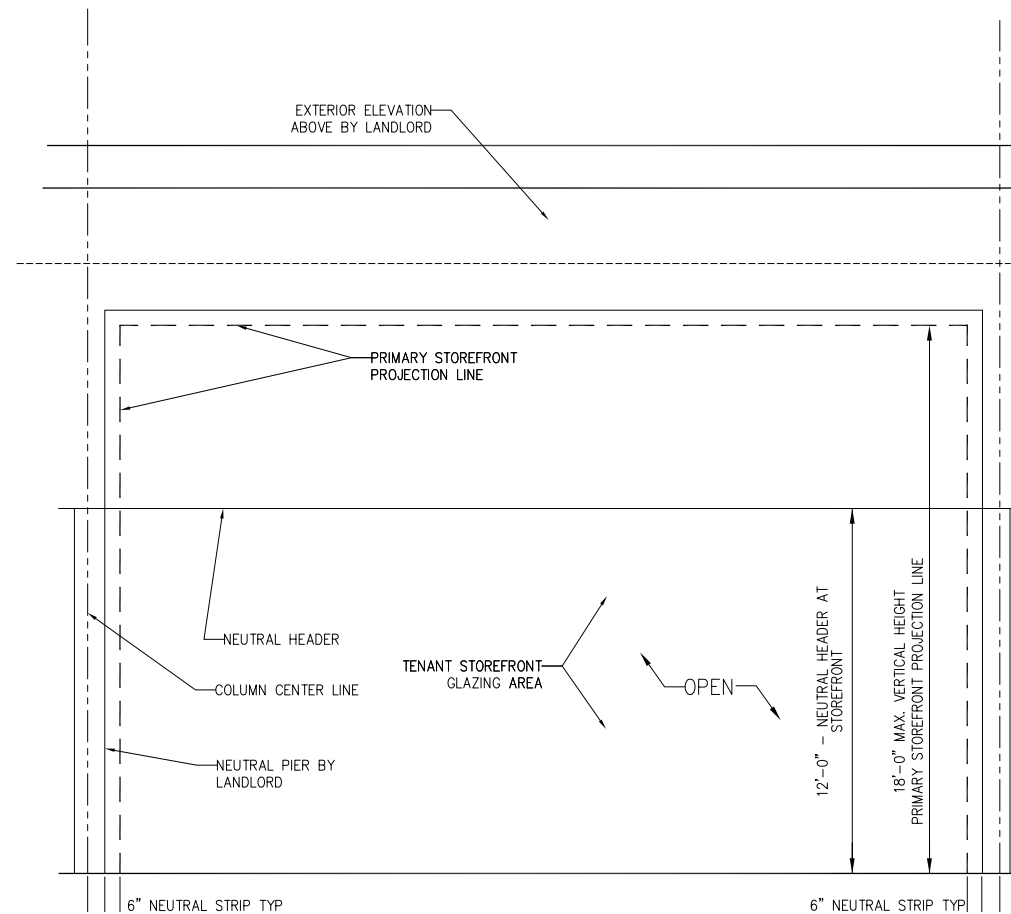 EXTERIOR ELEVATION
ABOVE BY LANDLORD
PRIMARY STOREFRONT
PROJECTION LINE
NEUTRAL HEADER
TENANT STOREFRONT
GLAZING AREA
OPEN
COLUMN CENTER LINE
NEUTRAL PIER BY
LANDLORD
12'-0" - NEUTRAL HEADER AT
STOREFRONT
18'-0" MAX. VERTICAL HEIGHT
PRIMARY STOREFRONT PROJECTION LINE
6" NEUTRAL STRIP TYP
6" NEUTRAL STRIP TYP